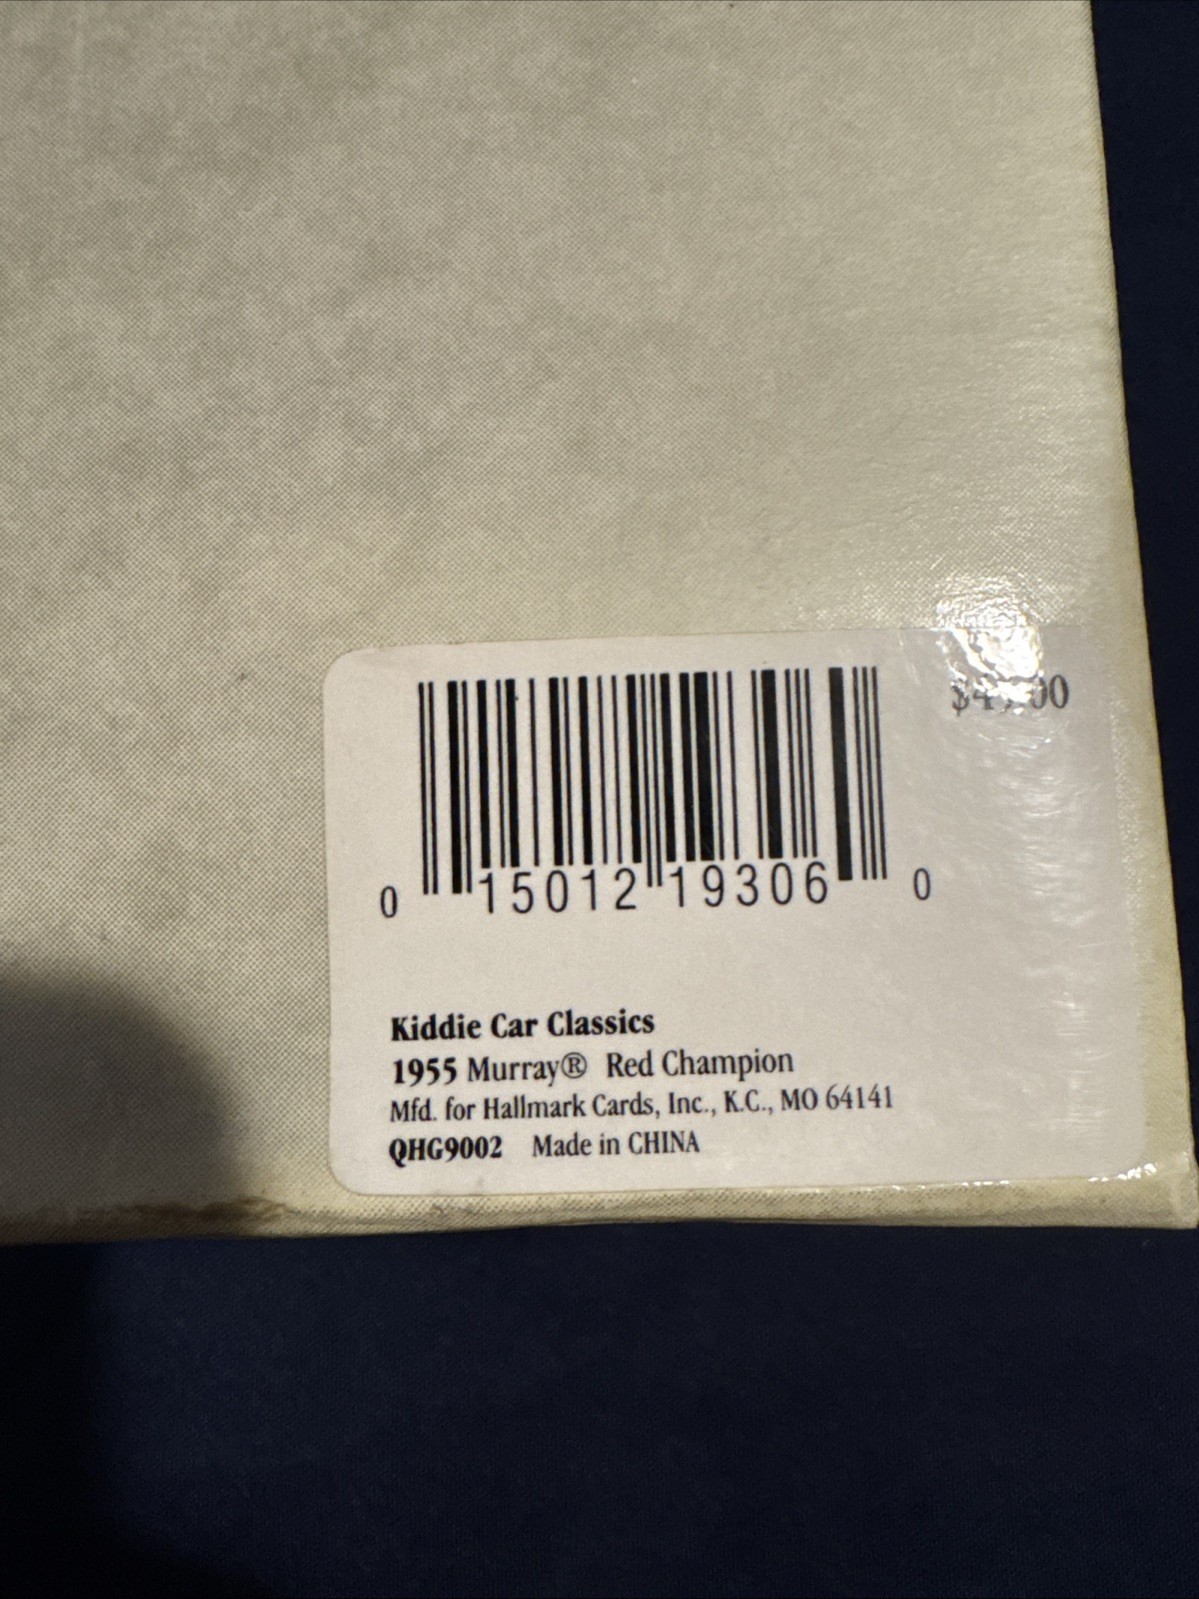 0 15012 19306 0
Kiddie Car Classics
1955 Murray® Red Champion
Mfd. for Hallmark Cards, Inc., K.C., MO 64141
QHG9002 Made in CHINA